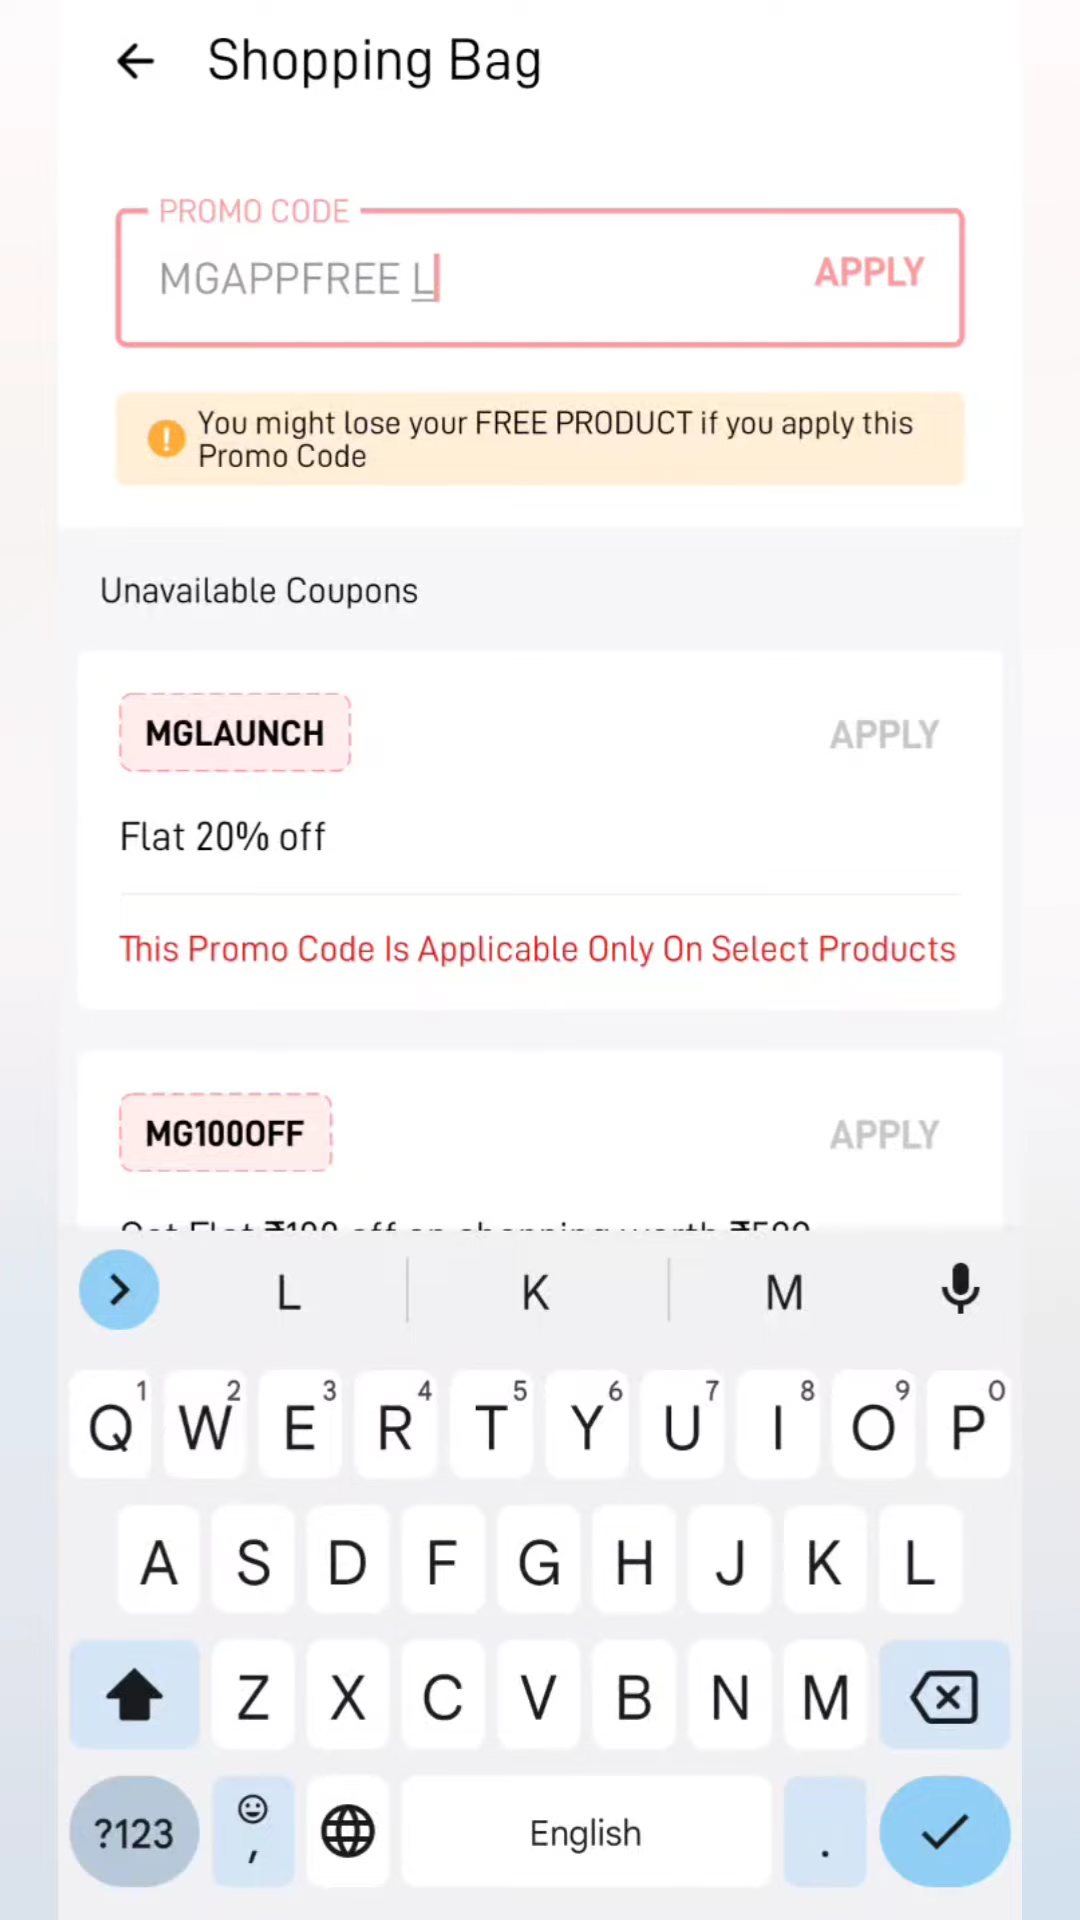 Shopping Bag
PROMO CODE
MGAPPFREE L
APPLY
You might lose your FREE PRODUCT if you apply this
Promo Code
Unavailable Coupons
MGLAUNCH
APPLY
Flat 20% off
This Promo Code Is Applicable Only On Select Products
MG100OFF
APPLY
Get Flat ₹100 off on shopping worth
L K M
1 2 3 4 5 6 7 8 9 0
Q W E R T Y U I O P
A S D F G H J K L
Z X C V B N M
?123 , English .